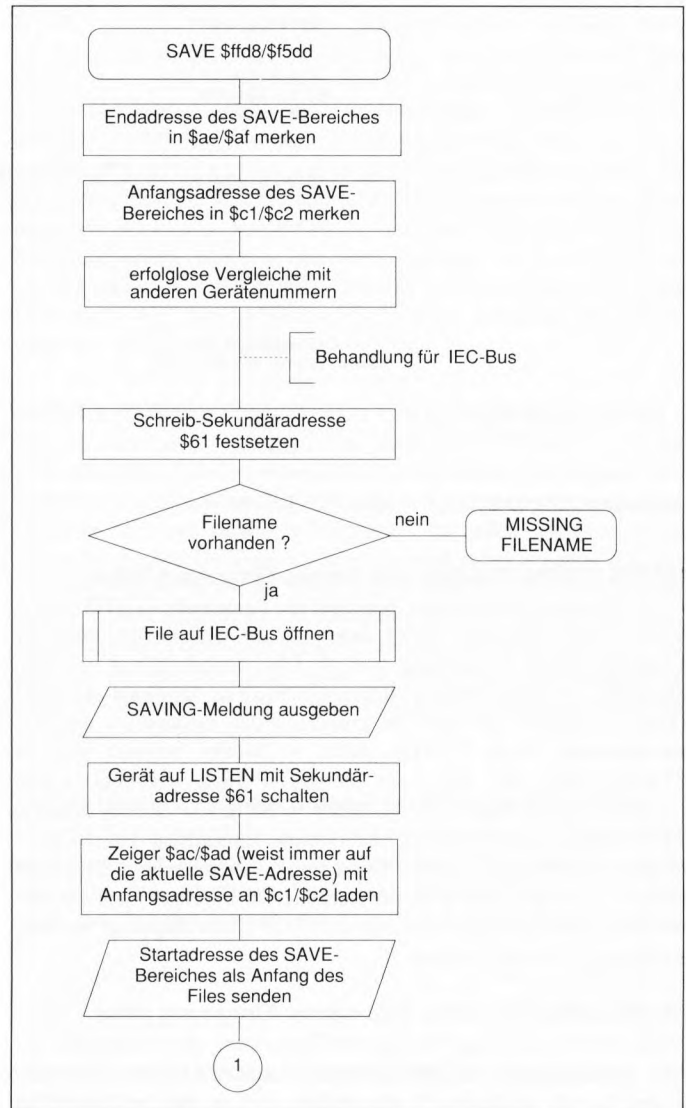 SAVE $ffd8/$f5dd
Endadresse des SAVE-Bereiches
in $ae/$af merken
Anfangsadresse des SAVE-
Bereiches in $c1/$c2 merken
erfolglose Vergleiche mit
anderen Gerätenummern
Behandlung für IEC-Bus
Schreib-Sekundäradresse
$61 festsetzen
Filename
vorhanden ?
nein
MISSING
FILENAME
ja
File auf IEC-Bus öffnen
SAVING-Meldung ausgeben
Gerät auf LISTEN mit Sekundär-
adresse $61 schalten
Zeiger $ac/$ad (weist immer auf
die aktuelle SAVE-Adresse) mit
Anfangsadresse an $c1/$c2 laden
Startadresse des SAVE-
Bereiches als Anfang des
Files senden
1